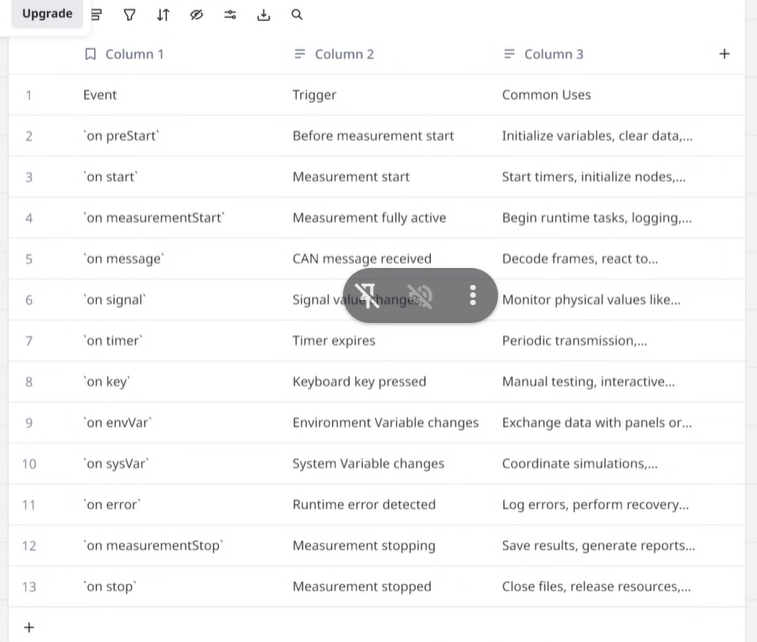 Upgrade
Column 1 Column 2 Column 3
1 Event Trigger Common Uses
2 `on preStart` Before measurement start Initialize variables, clear data,...
3 `on start` Measurement start Start timers, initialize nodes,...
4 `on measurementStart` Measurement fully active Begin runtime tasks, logging,...
5 `on message` CAN message received Decode frames, react to...
6 `on signal` Signal value changes Monitor physical values like...
7 `on timer` Timer expires Periodic transmission,...
8 `on key` Keyboard key pressed Manual testing, interactive...
9 `on envVar` Environment Variable changes Exchange data with panels or...
10 `on sysVar` System Variable changes Coordinate simulations,...
11 `on error` Runtime error detected Log errors, perform recovery...
12 `on measurementStop` Measurement stopping Save results, generate reports...
13 `on stop` Measurement stopped Close files, release resources,...